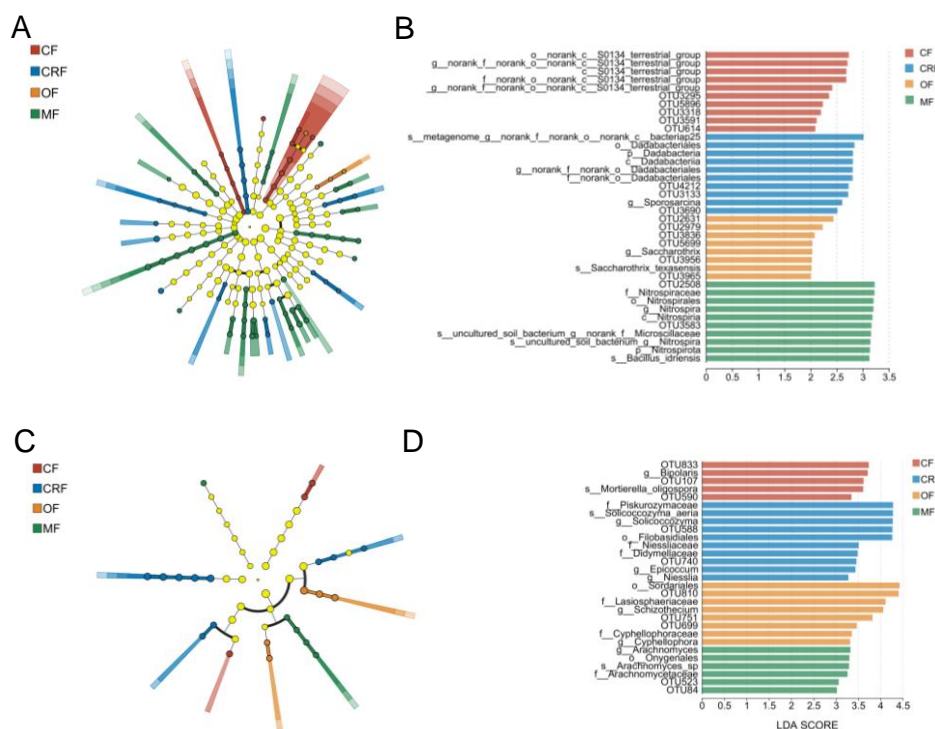 A
CF
CRF
OF
MF
B
o__norank_c__S0134_terrestrial_group
g__norank_f__norank_o__norank_c__S0134_terrestrial_group
c__S0134_terrestrial_group
f__norank_o__norank_c__S0134_terrestrial_group
g__norank_f__norank_o__norank_c__S0134_terrestrial_group
OTU3295
OTU5896
OTU3318
OTU3591
OTU614
s__metagenome_g__norank_f__norank_o__norank_c__bacteriap25
o__Dadabacteriales
p__Dadabacteria
c__Dadabacteriia
g__norank_f__norank_o__Dadabacteriales
f__norank_o__Dadabacteriales
OTU4212
OTU3133
g__Sporosarcina
OTU3690
OTU2631
OTU2979
OTU3836
OTU5699
g__Saccharothrix
OTU3956
s__Saccharothrix_texasensis
OTU3965
OTU2508
f__Nitrospiraceae
o__Nitrospirales
g__Nitrospira
c__Nitrospiria
OTU3583
s__uncultured_soil_bacterium_g__norank_f__Microscillaceae
s__uncultured_soil_bacterium_g__Nitrospira
p__Nitrospirota
s__Bacillus_idriensis
0 0.5 1 1.5 2 2.5 3 3.5
CF
CRF
OF
MF
C
CF
CRF
OF
MF
D
OTU833
g__Bipolaris
OTU107
s__Mortierella_oligospora
OTU590
f__Piskurozymaceae
s__Solicoccozyma_aeria
g__Solicoccozyma
OTU588
o__Filobasidiales
f__Niessliaceae
f__Didymellaceae
OTU740
g__Epicoccum
g__Niesslia
o__Sordariales
OTU810
f__Lasiosphaeriaceae
g__Schizothecium
OTU751
OTU699
f__Cyphellophoraceae
g__Cyphellophora
g__Arachnomyces
o__Onygenales
s__Arachnomyces_sp
f__Arachnomycetaceae
OTU523
OTU84
0 0.5 1 1.5 2 2.5 3 3.5 4 4.5
LDA SCORE
CF
CR
OF
MF